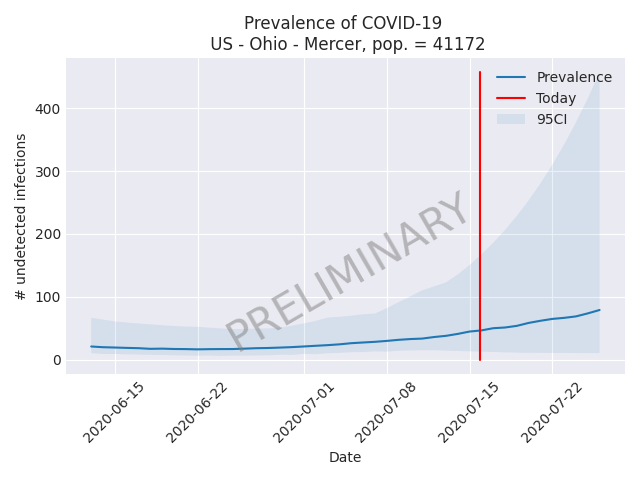 Prevalence of COVID-19
US - Ohio - Mercer, pop. = 41172
Prevalence
Today
95CI
# undetected infections
400
300
200
100
0
PRELIMINARY
2020-06-15
2020-06-22
2020-07-01
2020-07-08
2020-07-15
2020-07-22
Date